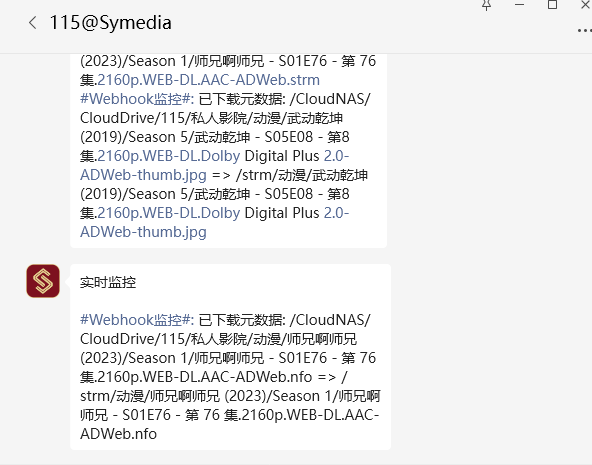 115@Symedia
(2023)/Season 1/师兄啊师兄 - S01E76 - 第 76
集.2160p.WEB-DL.AAC-ADWeb.strm
#Webhook监控#: 已下载元数据: /CloudNAS/
CloudDrive/115/私人影院/动漫/武动乾坤
(2019)/Season 5/武动乾坤 - S05E08 - 第8
集.2160p.WEB-DL.Dolby Digital Plus 2.0-
ADWeb-thumb.jpg => /strm/动漫/武动乾坤
(2019)/Season 5/武动乾坤 - S05E08 - 第8
集.2160p.WEB-DL.Dolby Digital Plus 2.0-
ADWeb-thumb.jpg
实时监控
#Webhook监控#: 已下载元数据: /CloudNAS/
CloudDrive/115/私人影院/动漫/师兄啊师兄
(2023)/Season 1/师兄啊师兄 - S01E76 - 第 76
集.2160p.WEB-DL.AAC-ADWeb.nfo => /
strm/动漫/师兄啊师兄 (2023)/Season 1/师兄啊
师兄 - S01E76 - 第 76 集.2160p.WEB-DL.AAC-
ADWeb.nfo